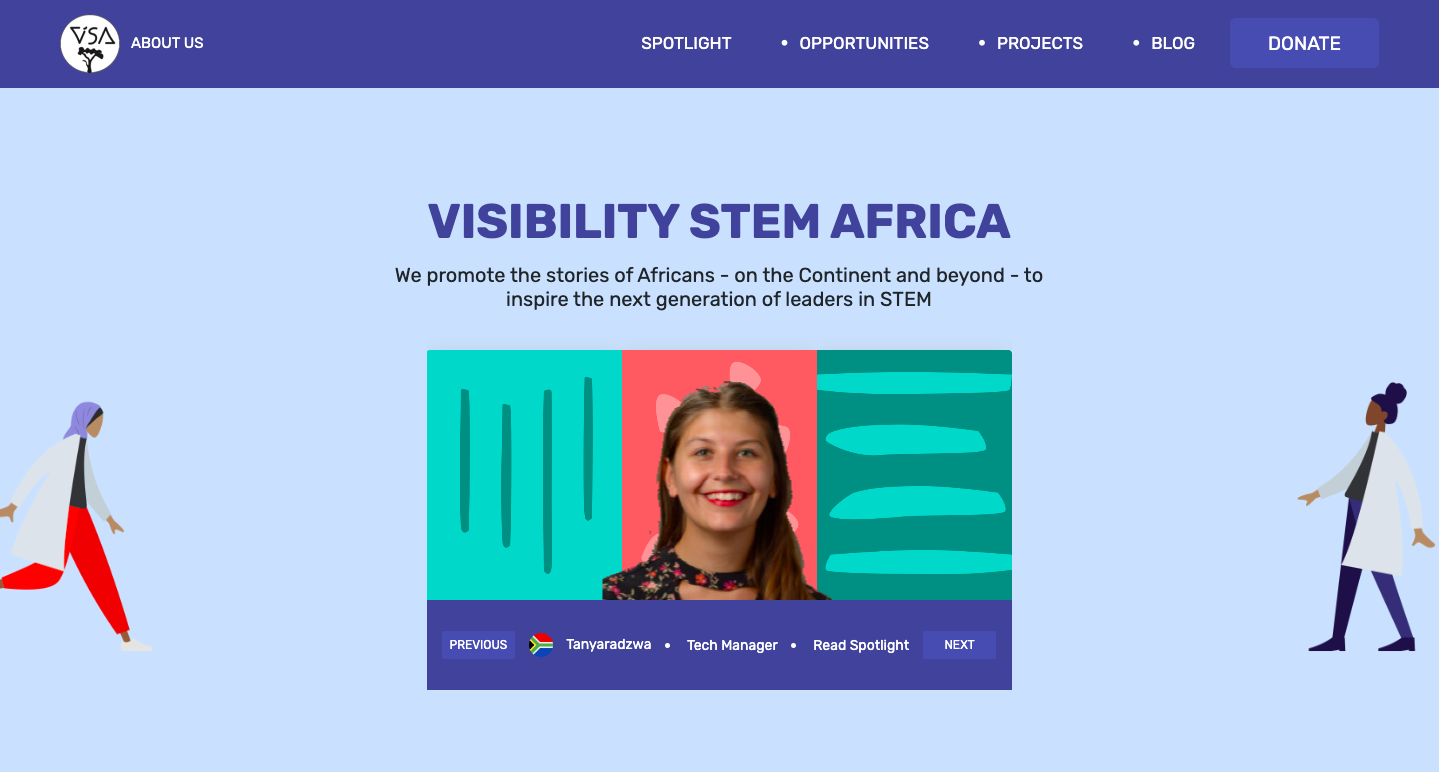 VISA
ABOUT US
SPOTLIGHT
• OPPORTUNITIES
• PROJECTS
• BLOG
DONATE
VISIBILITY STEM AFRICA
We promote the stories of Africans - on the Continent and beyond - to
inspire the next generation of leaders in STEM
PREVIOUS
Tanyaradzwa • Tech Manager • Read Spotlight
NEXT